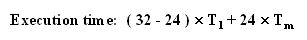 Execution time: ( 32 - 24 ) × T₁ + 24 × Tₘ